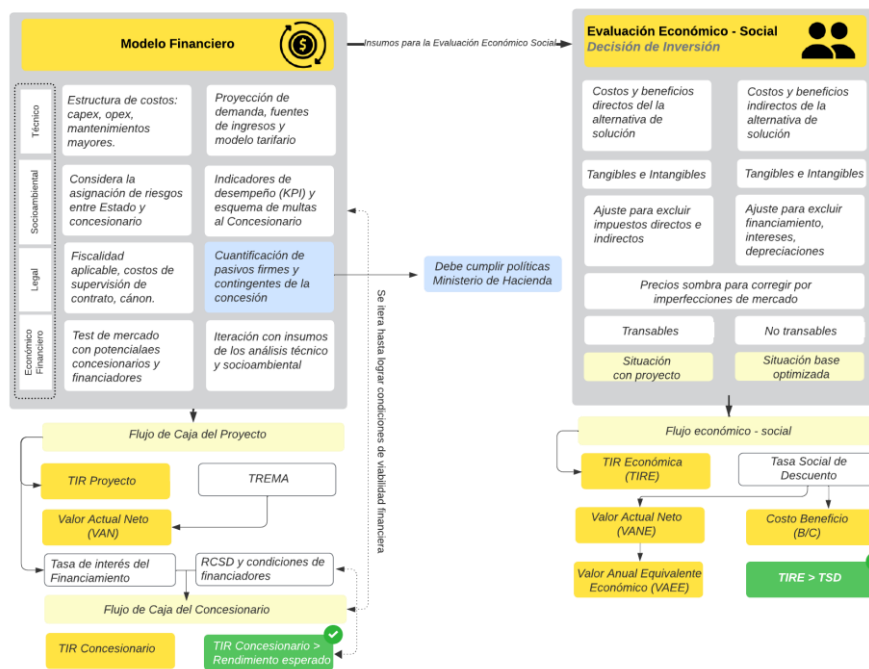 Modelo Financiero
Insumos para la Evaluación Económico Social
Evaluación Económico - Social
Decisión de Inversión
Técnico
Estructura de costos:
capex, opex,
mantenimientos
mayores.
Proyección de
demanda, fuentes
de ingresos y
modelo tarifario
Socioambiental
Considera la
asignación de riesgos
entre Estado y
concesionario
Indicadores de
desempeño (KPI) y
esquema de multas
al Concesionario
Legal
Fiscalidad
aplicable, costos de
supervisión de
contrato, cánon.
Cuantificación de
pasivos firmes y
contingentes de la
concesión
Económico
Financiero
Test de mercado
con potencialaes
concesionarios y
financiadores
Iteración con insumos
de los análisis técnico
y socioambiental
Debe cumplir políticas
Ministerio de Hacienda
Se itera hasta lograr condiciones de viabilidad financiera
Costos y beneficios
directos del la
alternativa de
solución
Costos y beneficios
indirectos de la
alternativa de
solución
Tangibles e Intangibles
Tangibles e Intangibles
Ajuste para excluir
impuestos directos e
indirectos
Ajuste para excluir
financiamiento,
intereses,
depreciaciones
Precios sombra para corregir por
imperfecciones de mercado
Transables
No transables
Situación
con proyecto
Situación base
optimizada
Flujo de Caja del Proyecto
TIR Proyecto
TREMA
Valor Actual Neto
(VAN)
Tasa de interés del
Financiamiento
RCSD y condiciones de
financiadores
Flujo de Caja del Concesionario
TIR Concesionario
TIR Concesionario >
Rendimiento esperado
Flujo económico - social
TIR Económica
(TIRE)
Tasa Social de
Descuento
Valor Actual Neto
(VANE)
Costo Beneficio
(B/C)
Valor Anual Equivalente
Económico (VAEE)
TIRE > TSD